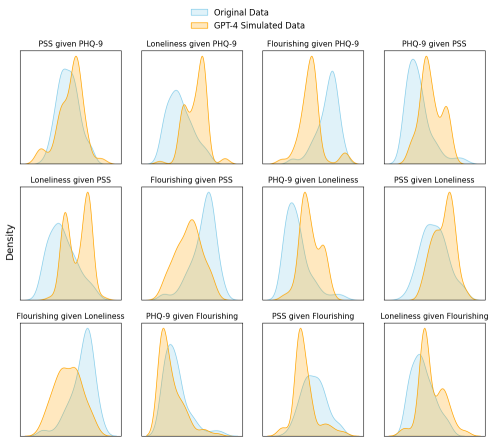 Original Data
GPT-4 Simulated Data
PSS given PHQ-9
Loneliness given PHQ-9
Flourishing given PHQ-9
PHQ-9 given PSS
Loneliness given PSS
Flourishing given PSS
PHQ-9 given Loneliness
PSS given Loneliness
Density
Flourishing given Loneliness
PHQ-9 given Flourishing
PSS given Flourishing
Loneliness given Flourishing